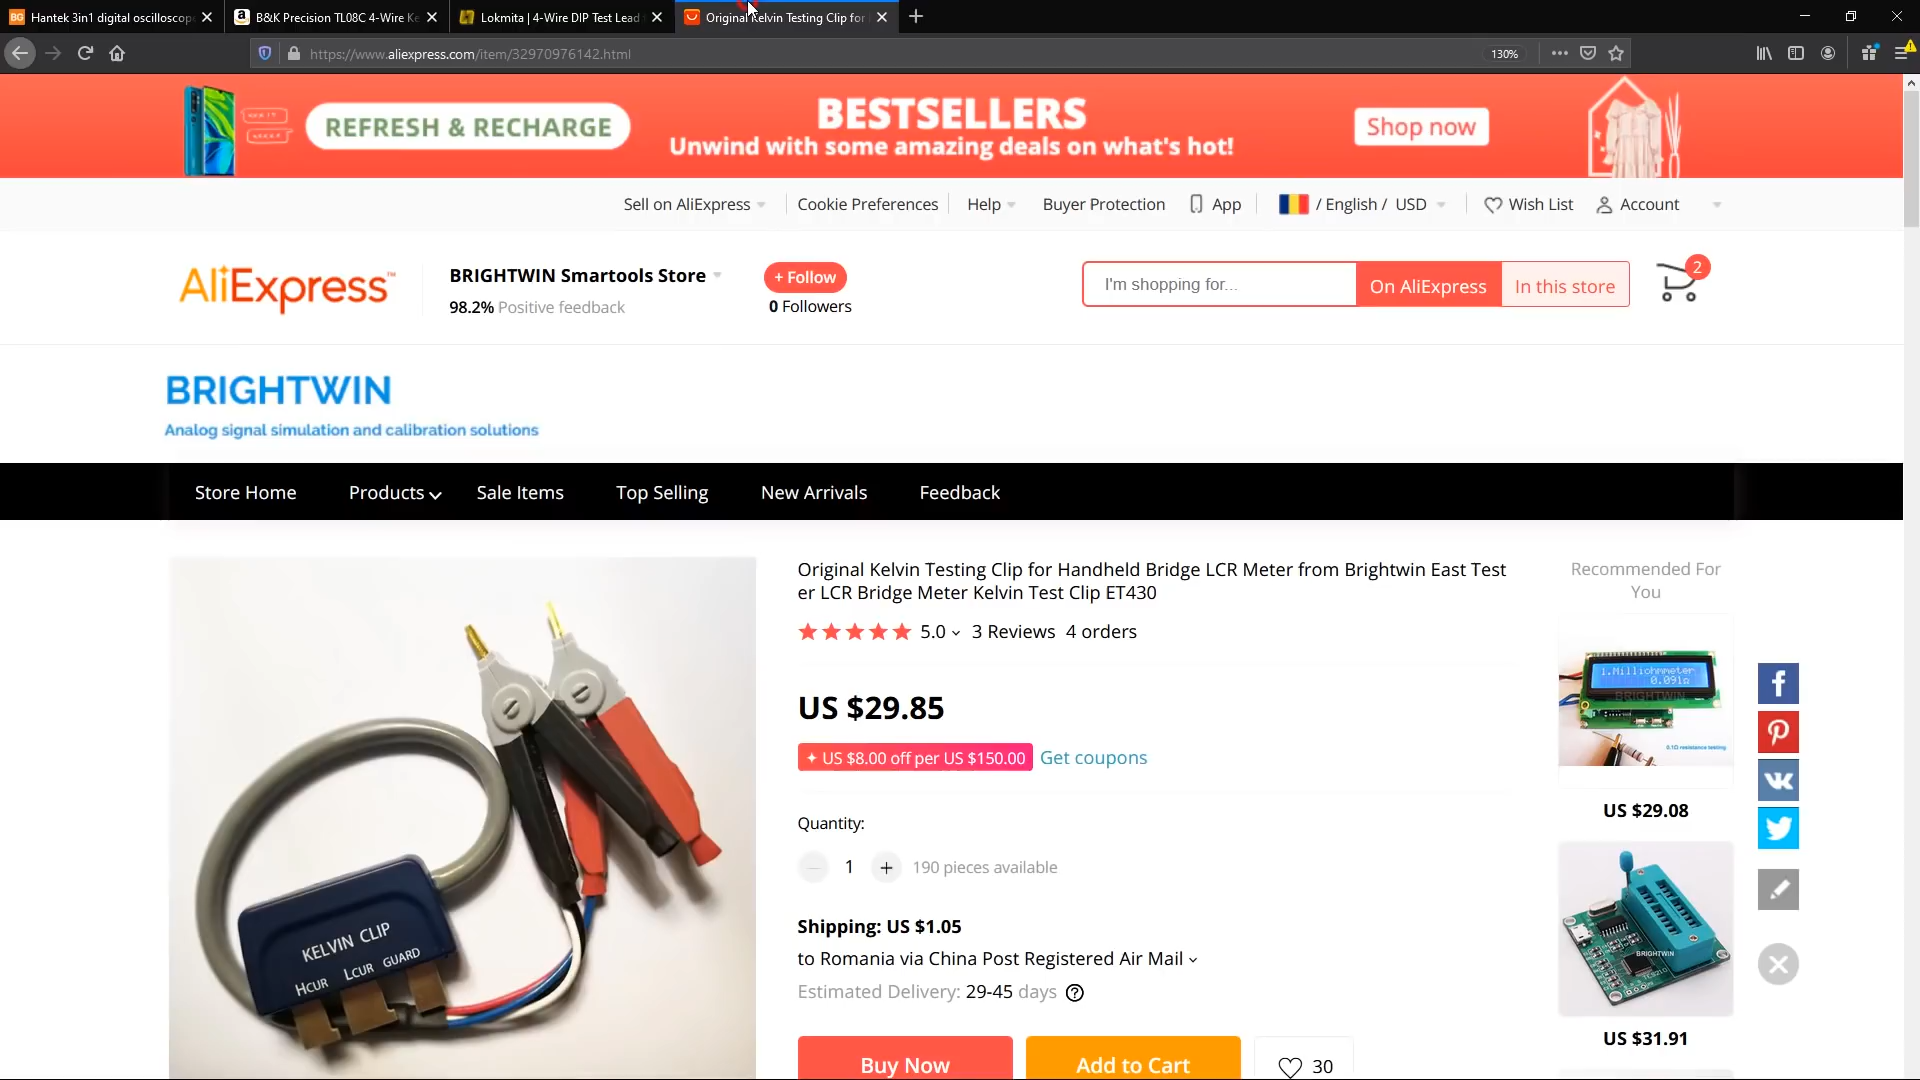 Hantek 3in1 digital oscilloscop
B&K Precision TL08C 4-Wire Ke
Lokmita | 4-Wire DIP Test Lead
Original Kelvin Testing Clip for
https://www.aliexpress.com/item/32970976142.html
130%
REFRESH & RECHARGE
BESTSELLERS
Unwind with some amazing deals on what's hot!
Shop now
Sell on AliExpress
Cookie Preferences
Help
Buyer Protection
App
/ English / USD
Wish List
Account
AliExpress™
BRIGHTWIN Smartools Store
98.2% Positive feedback
+ Follow
0 Followers
I'm shopping for...
On AliExpress
In this store
2
BRIGHTWIN
Analog signal simulation and calibration solutions
Store Home
Products
Sale Items
Top Selling
New Arrivals
Feedback
KELVIN CLIP
HCUR LCUR GUARD
Original Kelvin Testing Clip for Handheld Bridge LCR Meter from Brightwin East Test
er LCR Bridge Meter Kelvin Test Clip ET430
5.0 3 Reviews 4 orders
US $29.85
US $8.00 off per US $150.00 Get coupons
Quantity:
1 + 190 pieces available
Shipping: US $1.05
to Romania via China Post Registered Air Mail
Estimated Delivery: 29-45 days
Buy Now
Add to Cart
30
Recommended For
You
1.Milliohmmeter
0.091Ω
BRIGHTWIN
0.1Ω resistance testing
US $29.08
BRIGHTWIN
US $31.91